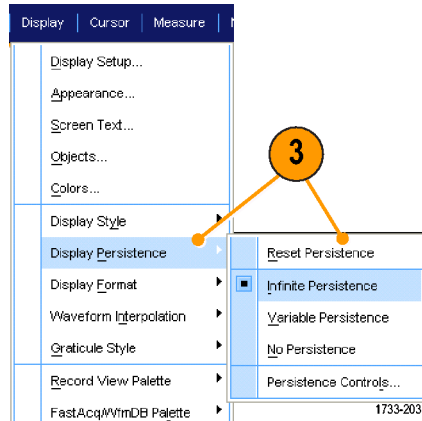 Display Cursor Measure
Display Setup...
Appearance...
Screen Text...
Objects...
3
Colors...
Display Style
Display Persistence
Reset Persistence
Display Format
Infinite Persistence
Waveform Interpolation
Variable Persistence
Graticule Style
No Persistence
Record View Palette
Persistence Controls...
FastAcq/WfmDB Palette
1733-203